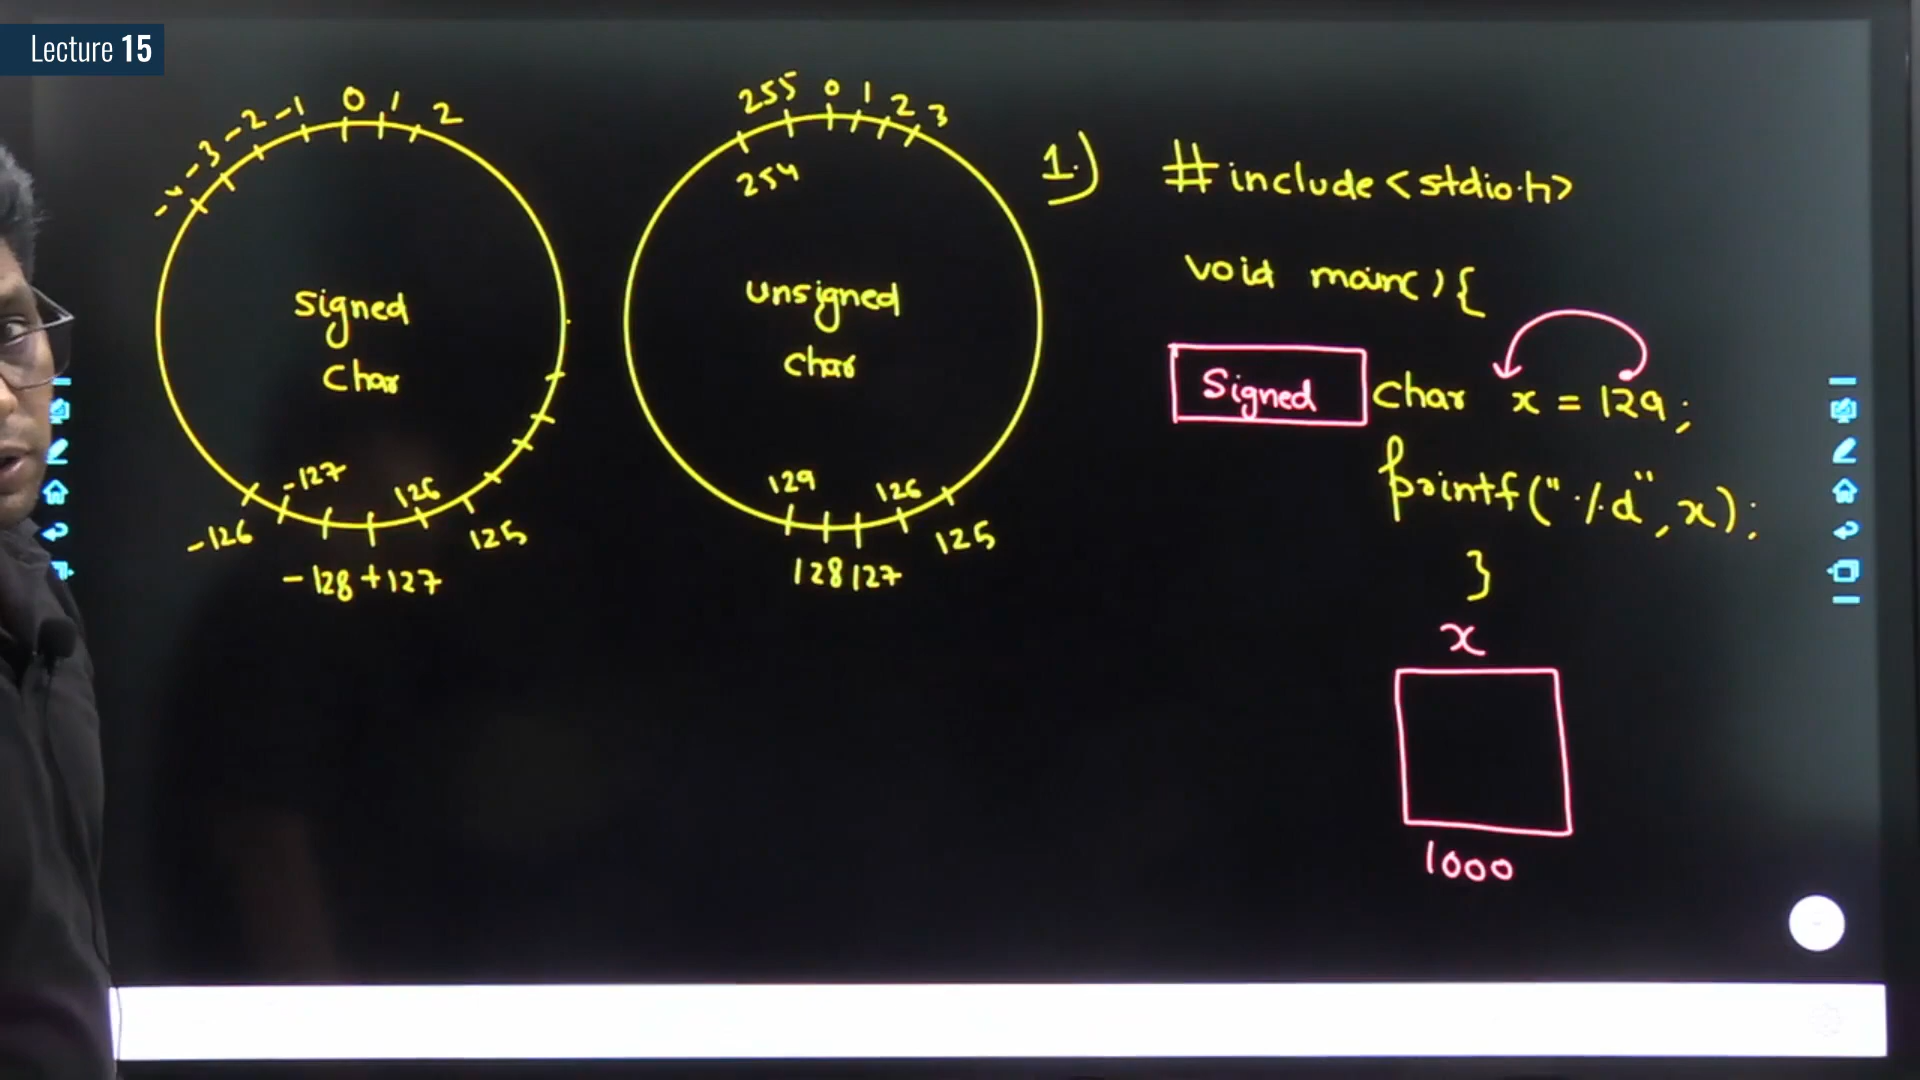 Lecture 15
-4 -3 -2 -1 0 1 2
signed
char
-126 -127 -128 +127 126 125
255 0 1 2 3
254
unsigned
char
129 126
128 127 125
1.) #include<stdio.h>
void main(){
Signed char x = 129;
printf("%d", x);
}
x
1000